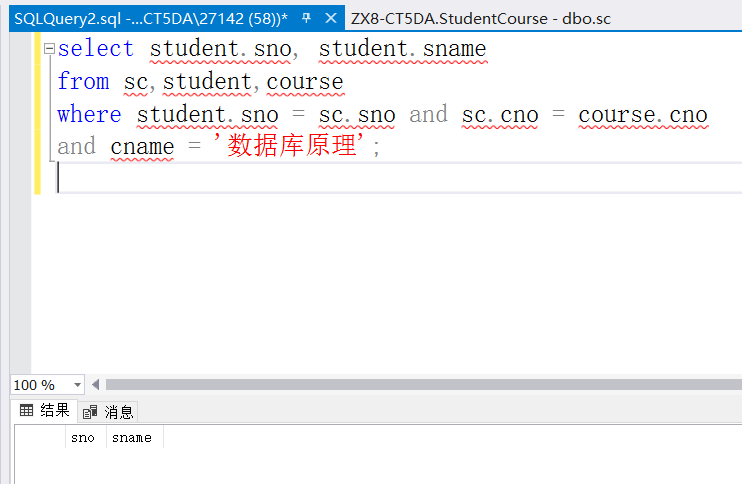 SQLQuery2.sql -...CT5DA\27142 (58))* ZX8-CT5DA.StudentCourse - dbo.sc
select student.sno, student.sname
from sc,student,course
where student.sno = sc.sno and sc.cno = course.cno
and cname = '数据库原理';
100 %
结果 消息
sno sname